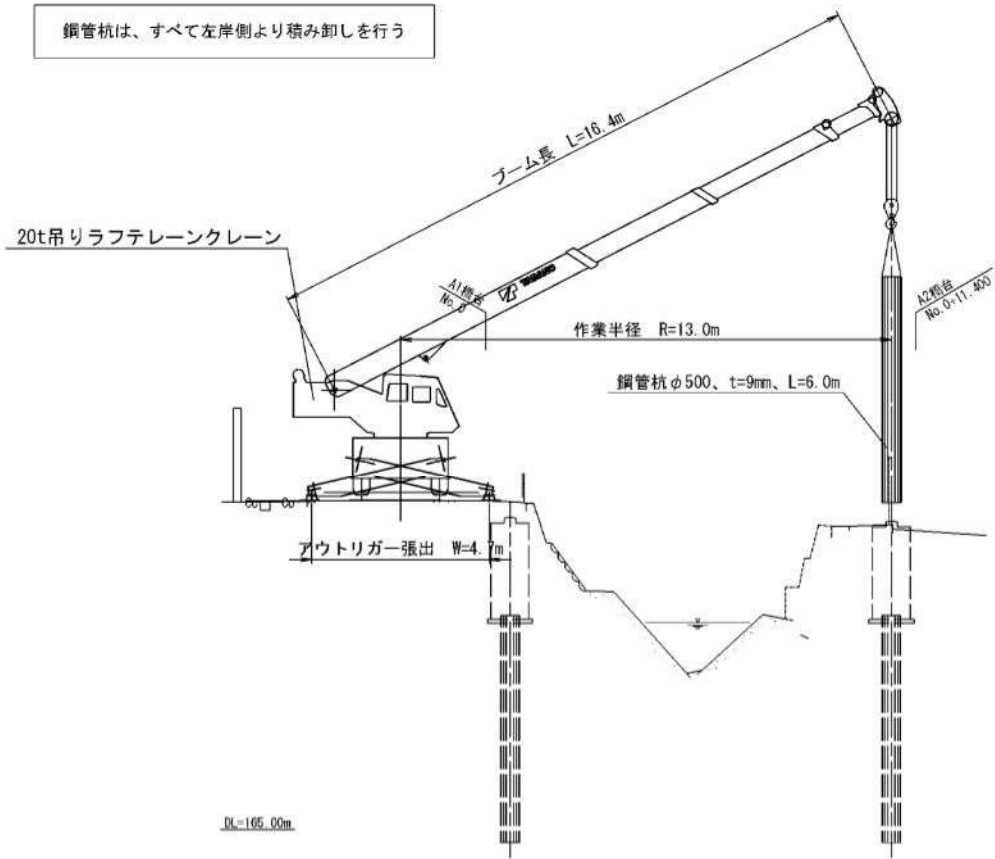 鋼管杭は、すべて左岸側より積み卸しを行う
ブーム長 L=16.4m
20t吊りラフテレーンクレーン
A1橋台
No.0
A2橋台
No.0+11.400
作業半径 R=13.0m
鋼管杭φ500、t=9mm、L=6.0m
アウトリガー張出 W=4.7m
DL=165.00m